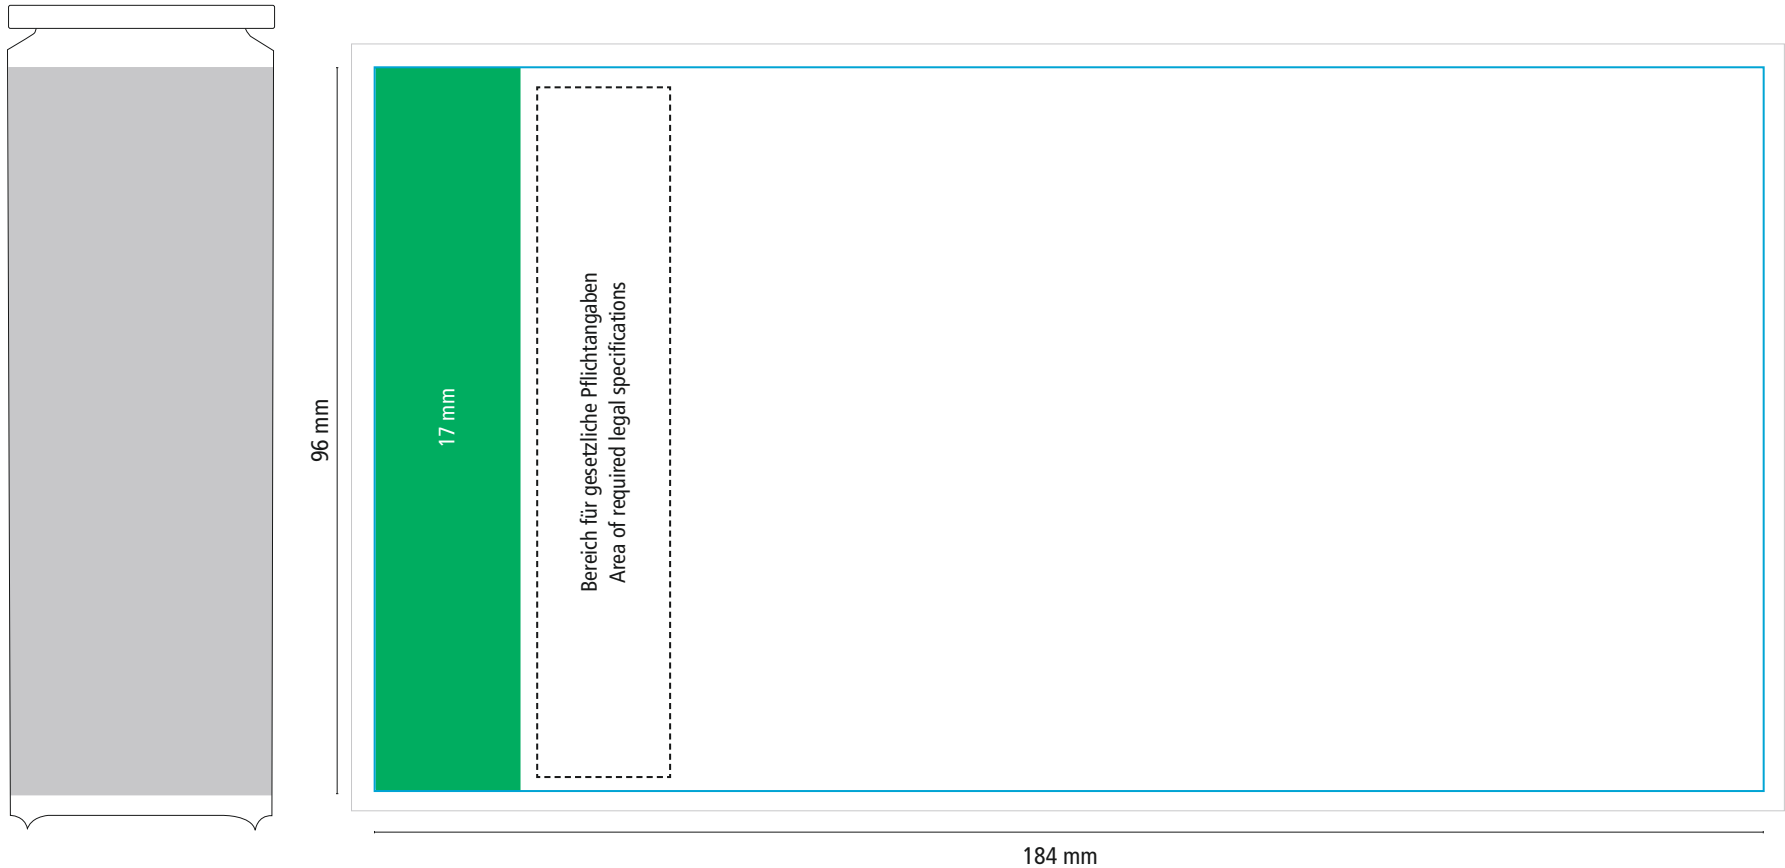 96 mm
17 mm
Bereich für gesetzliche Pflichtangaben
Area of required legal specifications
184 mm